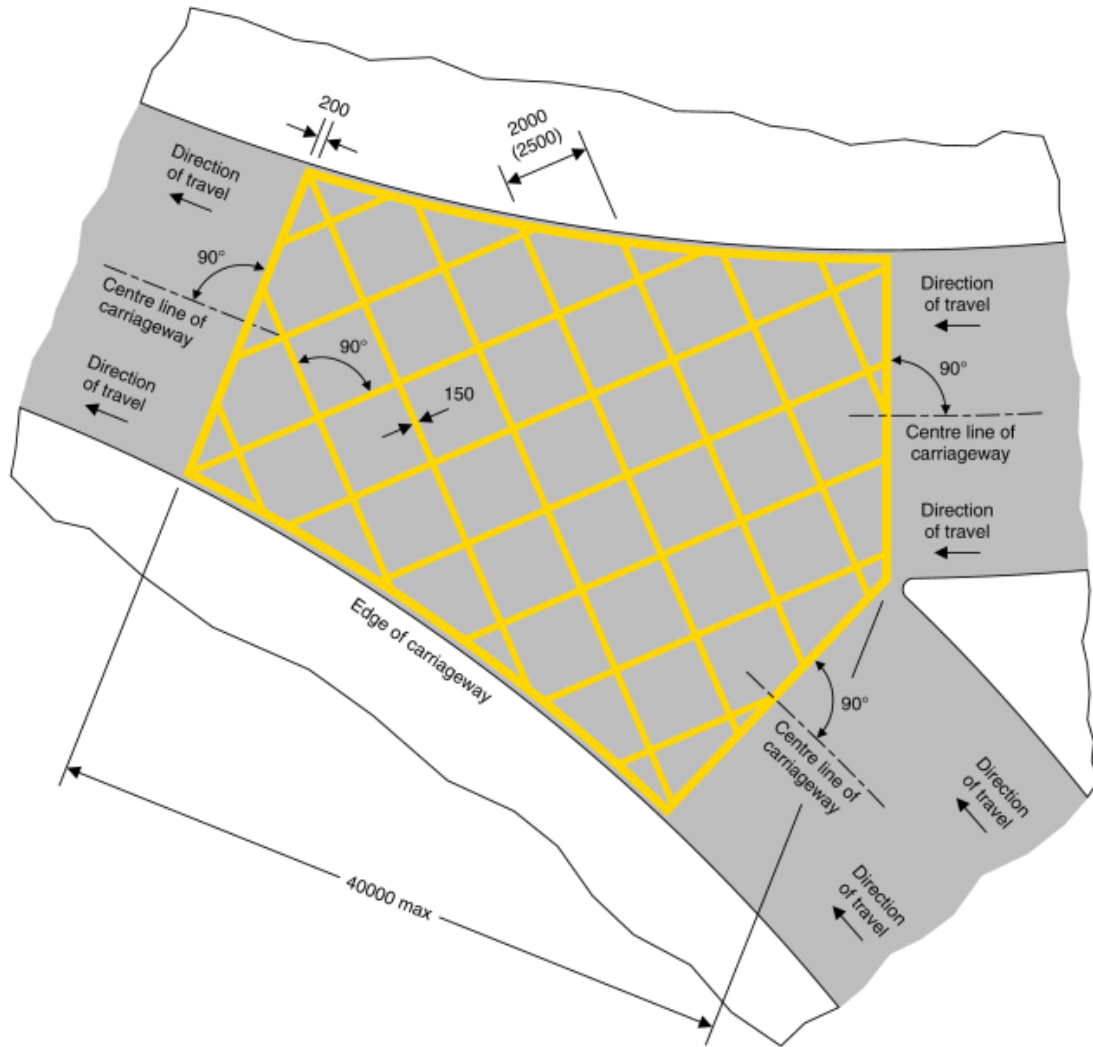 200
2000
(2500)
Direction
of travel
90°
Centre line of
carriageway
Direction
of travel
90°
150
Direction
of travel
90°
Centre line of
carriageway
Direction
of travel
Edge of carriageway
90°
Centre line of
carriageway
Direction
of travel
Direction
of travel
40000 max